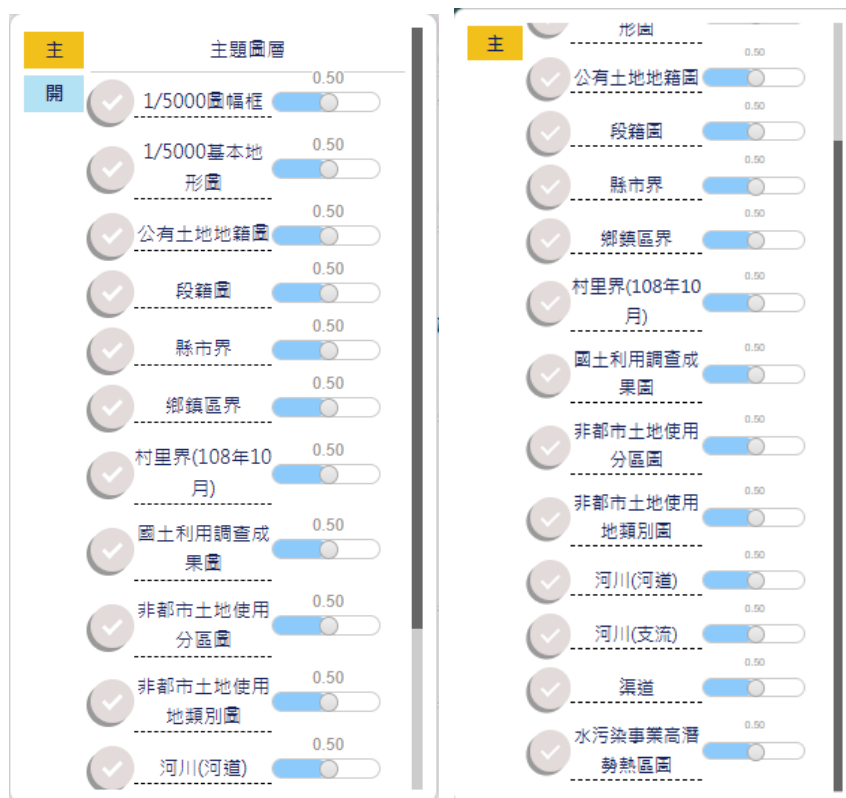 主
開
主題圖層
1/5000圖幅框
0.50
1/5000基本地
形圖
0.50
公有土地地籍圖
0.50
段籍圖
0.50
縣市界
0.50
鄉鎮區界
0.50
村里界(108年10
月)
0.50
國土利用調查成
果圖
0.50
非都市土地使用
分區圖
0.50
非都市土地使用
地類別圖
0.50
河川(河道)
0.50
主
形圖
公有土地地籍圖
0.50
段籍圖
0.50
縣市界
0.50
鄉鎮區界
0.50
村里界(108年10
月)
0.50
國土利用調查成
果圖
0.50
非都市土地使用
分區圖
0.50
非都市土地使用
地類別圖
0.50
河川(河道)
0.50
河川(支流)
0.50
渠道
0.50
水污染事業高潛
勢熱區圖
0.50